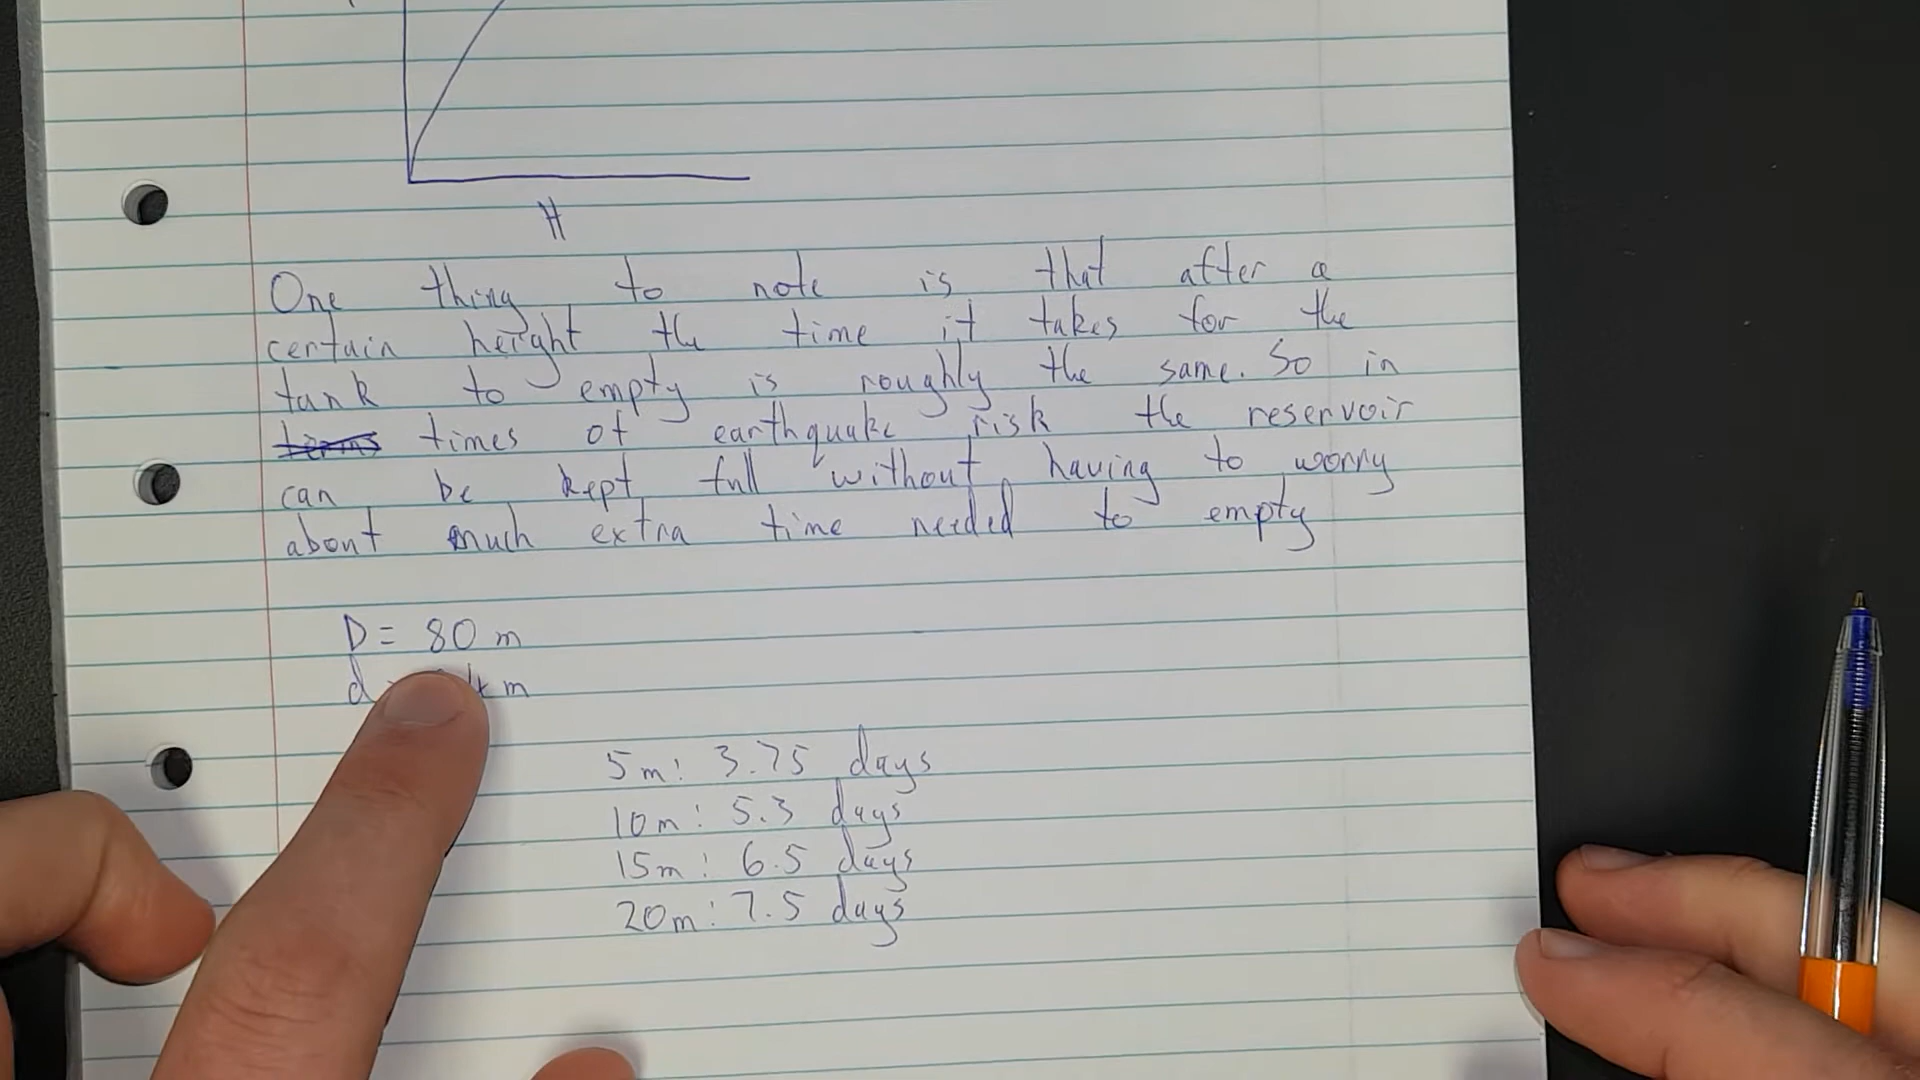 H
One thing to note is that after a
certain height the time it takes for the
tank to empty is roughly the same. So in
times of earthquake risk the reservoir
can be kept full without having to worry
about much extra time needed to empty
D = 80 m
d m
5m: 3.75 days
10m: 5.3 days
15m: 6.5 days
20m: 7.5 days